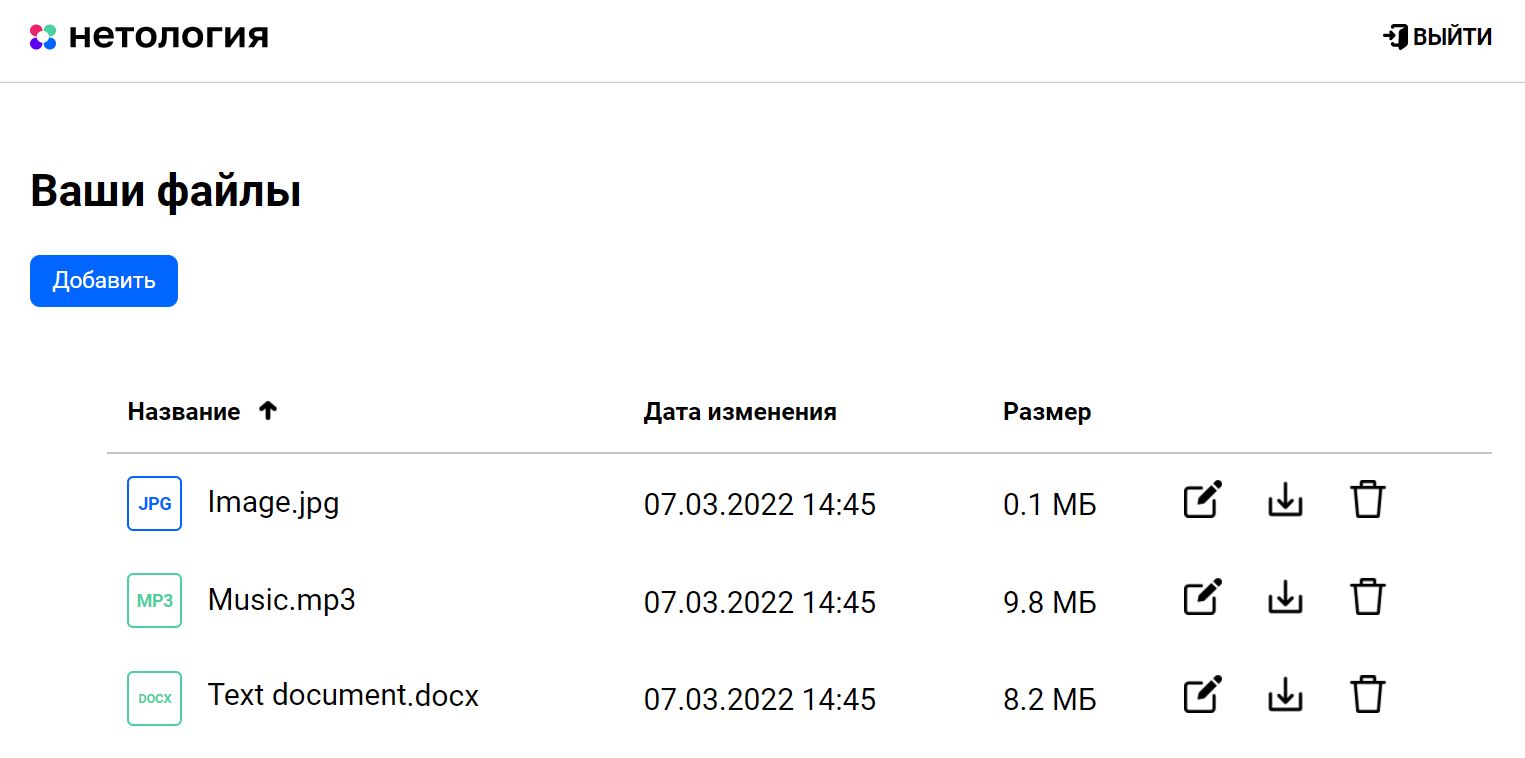 нетология
ВЫЙТИ
Ваши файлы
Добавить
Название Дата изменения Размер
JPG Image.jpg 07.03.2022 14:45 0.1 МБ
MP3 Music.mp3 07.03.2022 14:45 9.8 МБ
DOCX Text document.docx 07.03.2022 14:45 8.2 МБ